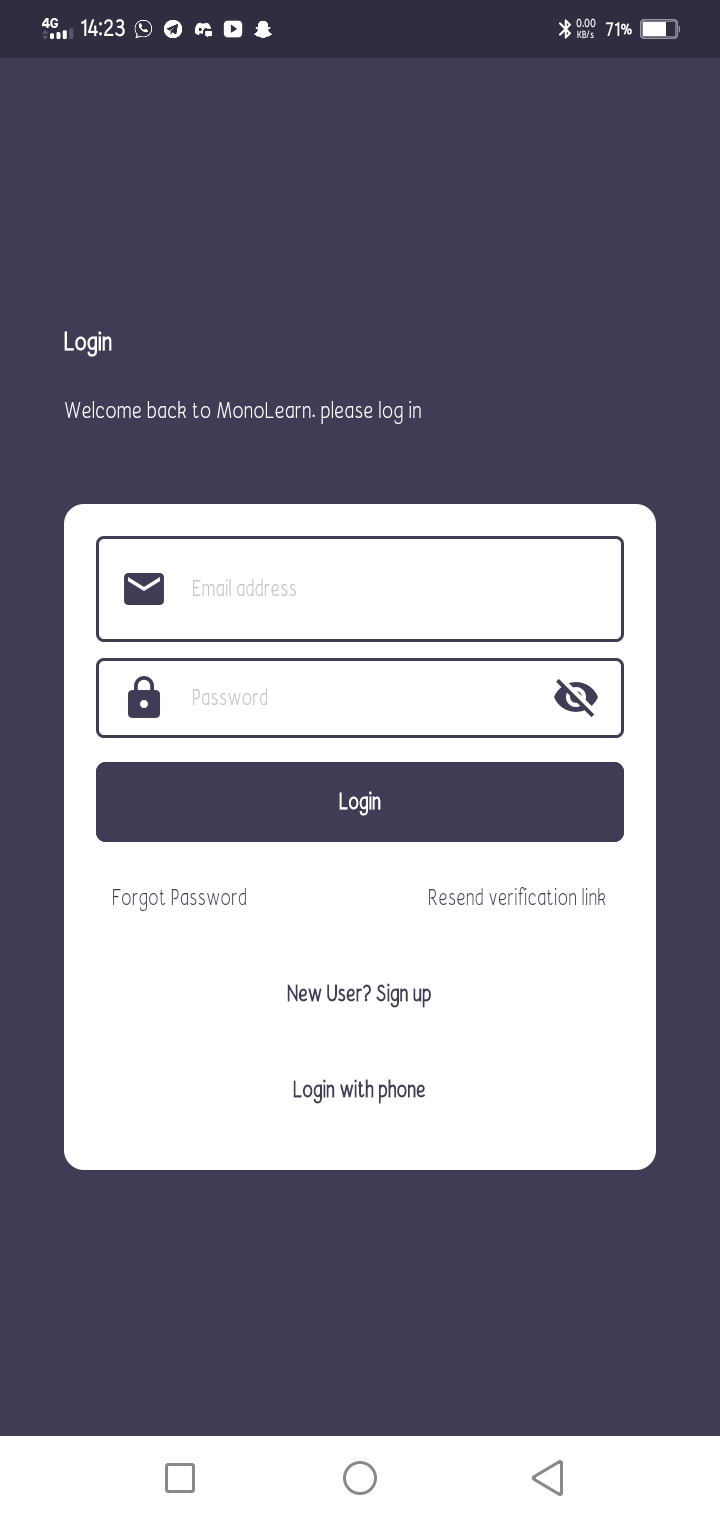 4G 14:23 0.00 KB/s 71%
Login
Welcome back to MonoLearn. please log in
Email address
Password
Login
Forgot Password Resend verification link
New User? Sign up
Login with phone